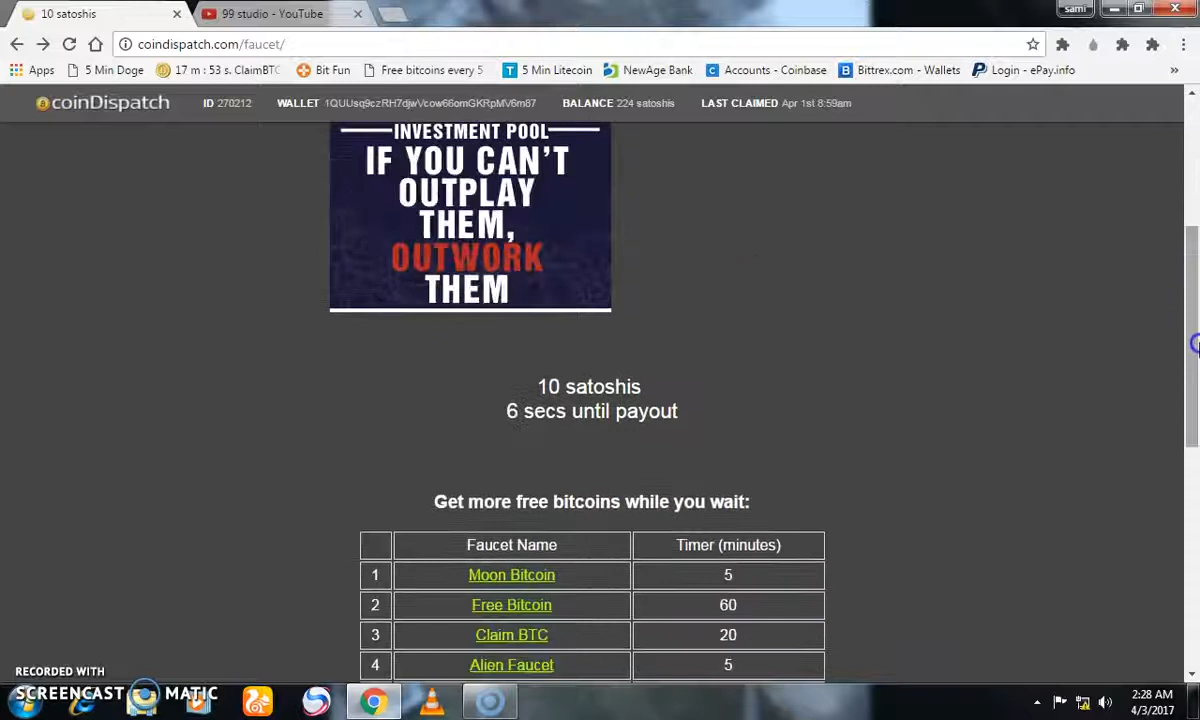 10 satoshis
99 studio - YouTube
sami
coindispatch.com/faucet/
Apps
5 Min Doge
17 m : 53 s. ClaimBTC
Bit Fun
Free bitcoins every 5
5 Min Litecoin
NewAge Bank
Accounts - Coinbase
Bittrex.com - Wallets
Login - ePay.info
»
coinDispatch
ID 270212
WALLET 1QUUsq9czRH7djwVcow66omGKRpMV6m87
BALANCE 224 satoshis
LAST CLAIMED Apr 1st 8:59am
INVESTMENT POOL
IF YOU CAN'T
OUTPLAY
THEM,
OUTWORK
THEM
10 satoshis
6 secs until payout
Get more free bitcoins while you wait:
Faucet Name Timer (minutes)
1 Moon Bitcoin 5
2 Free Bitcoin 60
3 Claim BTC 20
4 Alien Faucet 5
RECORDED WITH
SCREENCAST MATIC
2:28 AM
4/3/2017